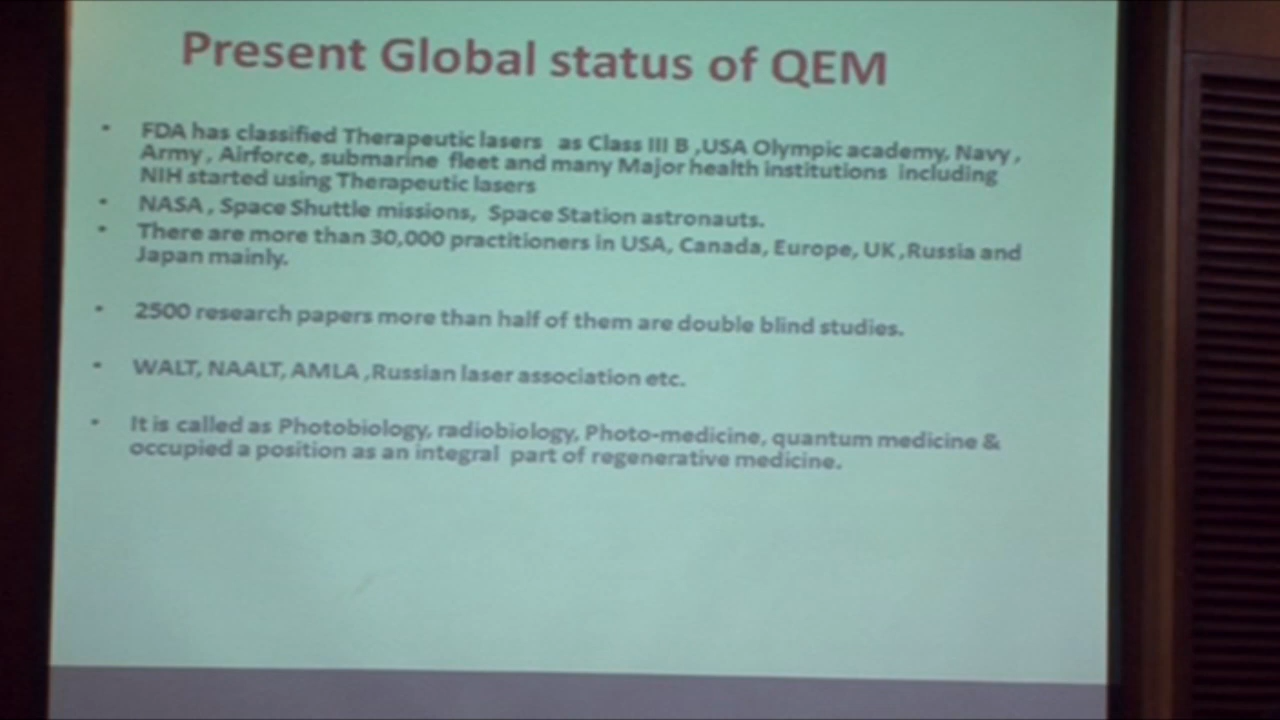 Present Global status of QEM
• FDA has classified Therapeutic lasers as Class III B ,USA Olympic academy, Navy ,
Army , Airforce, submarine fleet and many Major health institutions including
NIH started using Therapeutic lasers
• NASA , Space Shuttle missions, Space Station astronauts.
• There are more than 30,000 practitioners in USA, Canada, Europe, UK ,Russia and
Japan mainly.
• 2500 research papers more than half of them are double blind studies.
• WALT, NAALT, AMLA ,Russian laser association etc.
• It is called as Photobiology, radiobiology, Photo-medicine, quantum medicine &
occupied a position as an integral part of regenerative medicine.